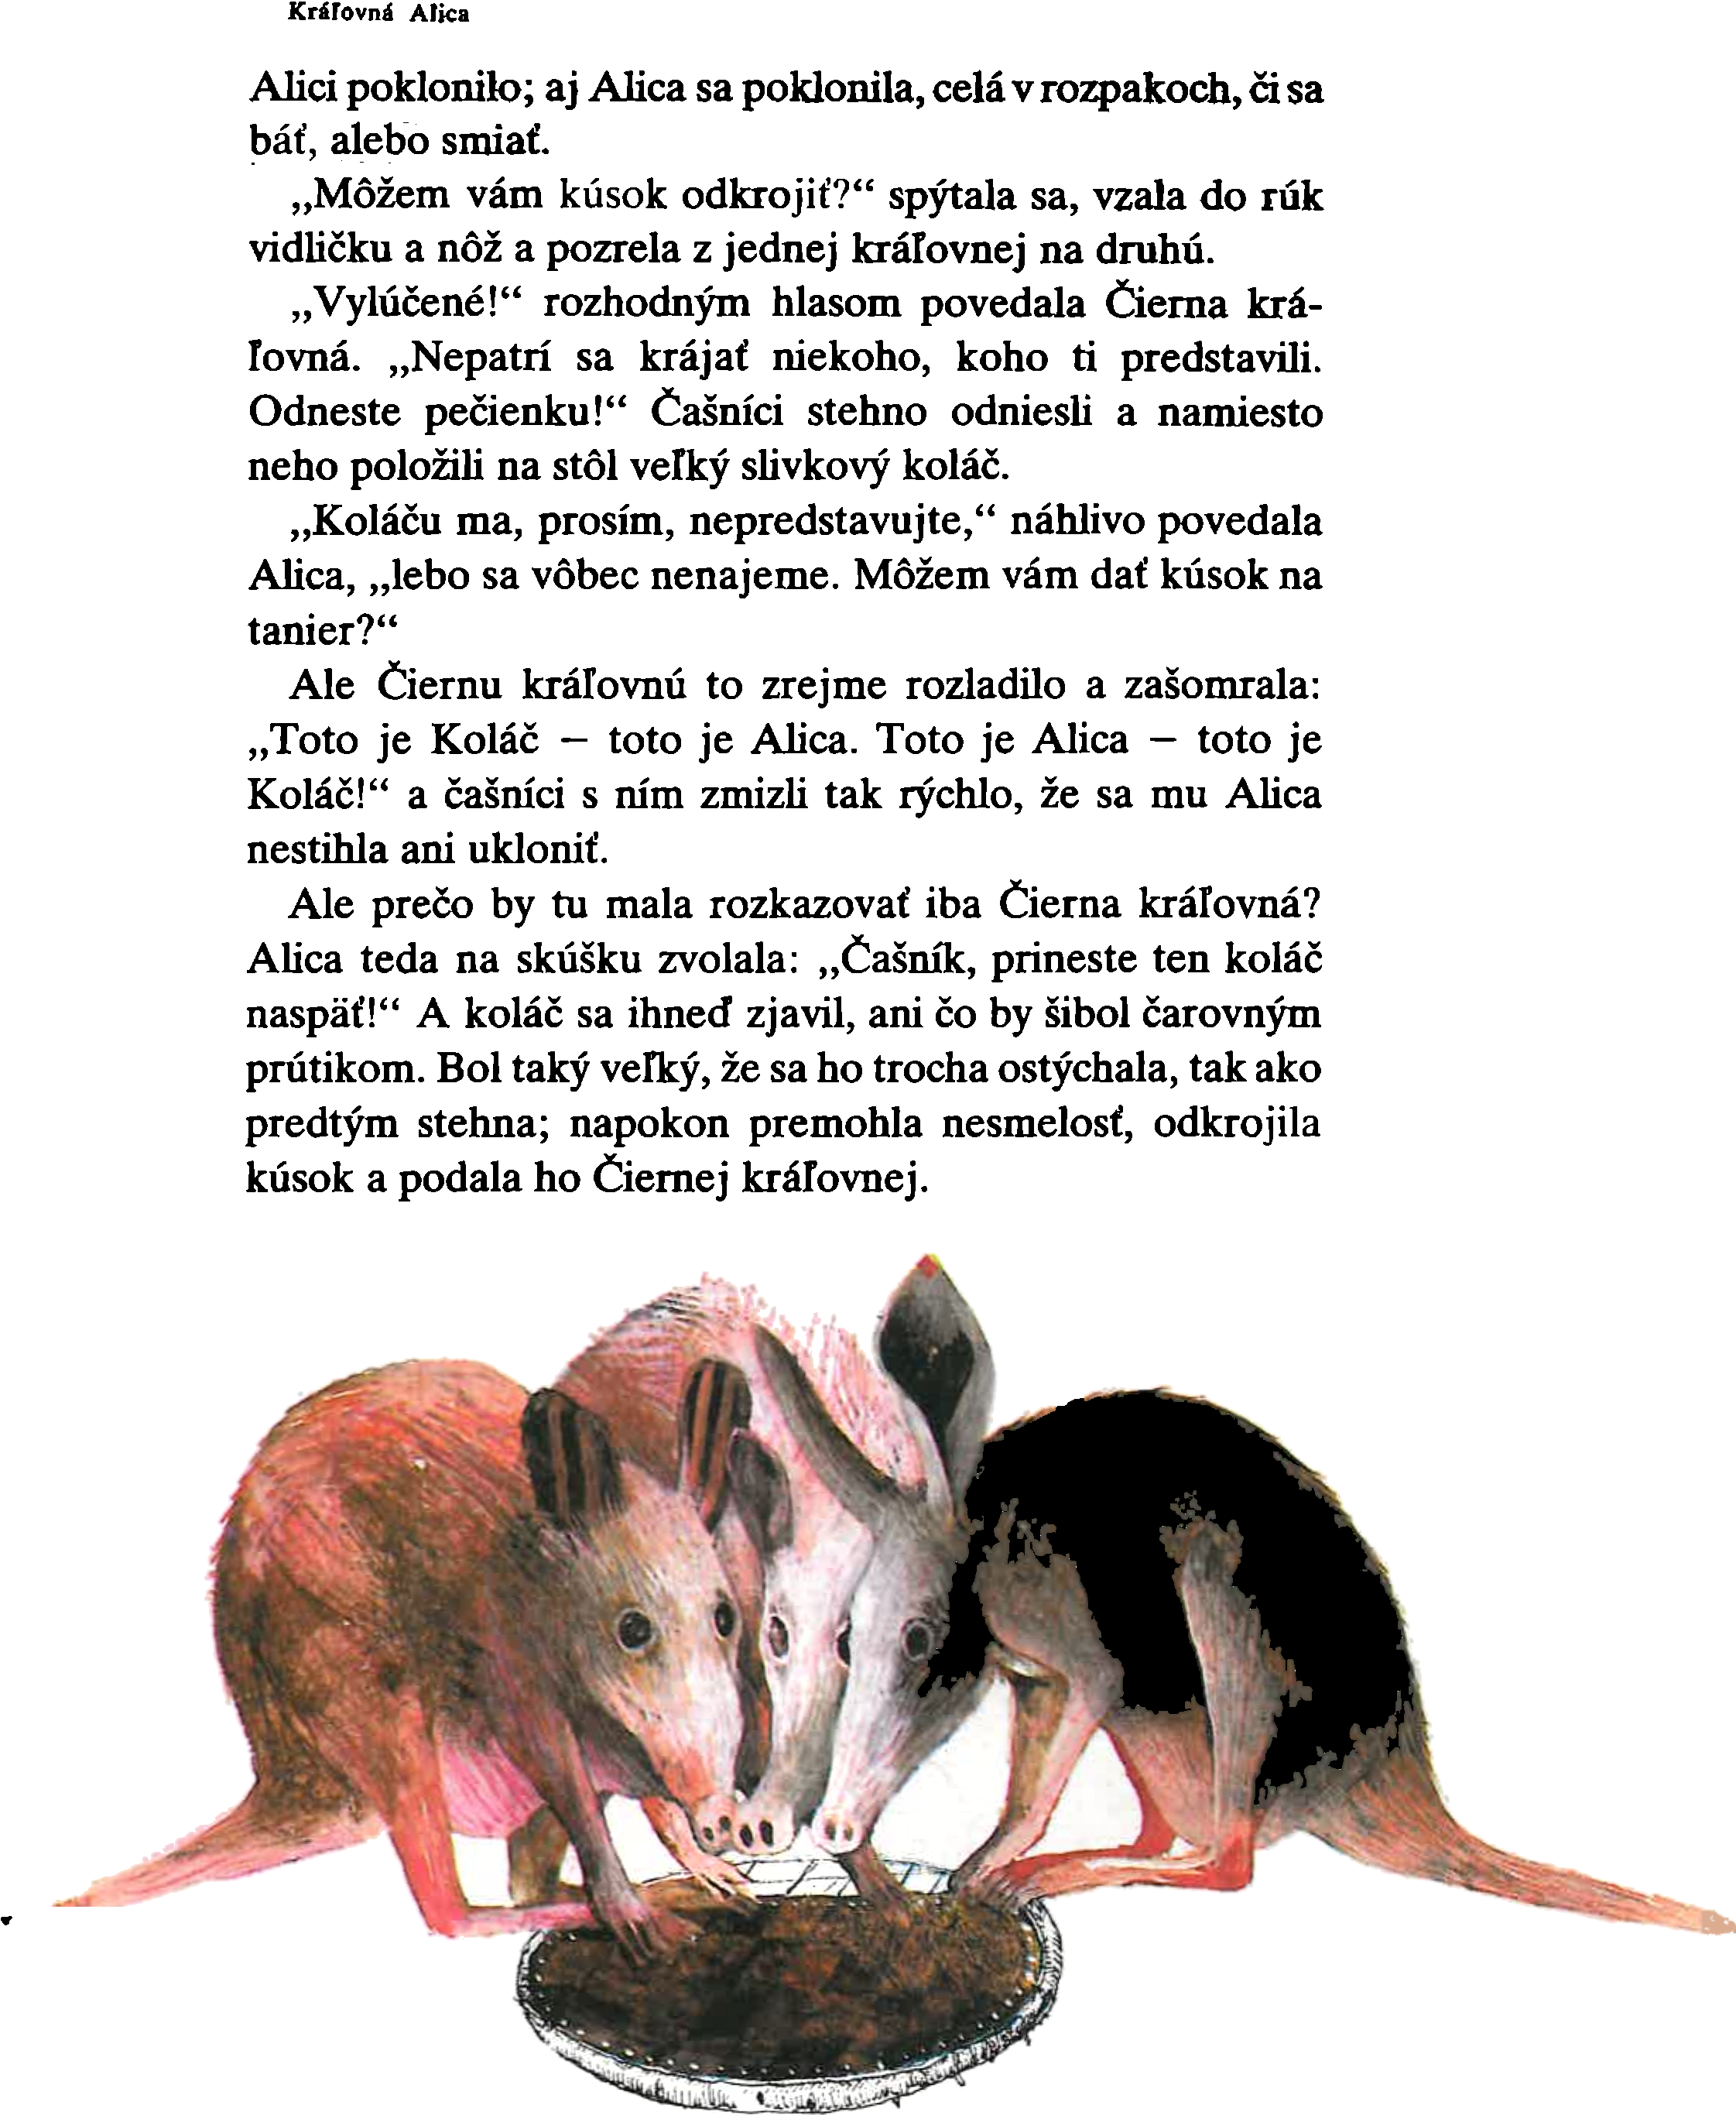 Kráľovná Alica
Alici poklonilo; aj Alica sa poklonila, celá v rozpakoch, či sa
báť, alebo smiať.
„Môžem vám kúsok odkrojiť?“ spýtala sa, vzala do rúk
vidličku a nôž a pozrela z jednej kráľovnej na druhú.
„Vylúčené!“ rozhodným hlasom povedala Čierna krá-
ľovná. „Nepatrí sa krájať niekoho, koho ti predstavili.
Odneste pečienku!“ Čašníci stehno odniesli a namiesto
neho položili na stôl veľký slivkový koláč.
„Koláču ma, prosím, nepredstavujte,“ náhlivo povedala
Alica, „lebo sa vôbec nenajeme. Môžem vám dať kúsok na
tanier?“
Ale Čiernu kráľovnú to zrejme rozladilo a zašomrala:
„Toto je Koláč — toto je Alica. Toto je Alica — toto je
Koláč!“ a čašníci s ním zmizli tak rýchlo, že sa mu Alica
nestihla ani ukloniť.
Ale prečo by tu mala rozkazovať iba Čierna kráľovná?
Alica teda na skúšku zvolala: „Čašník, prineste ten koláč
naspäť!“ A koláč sa ihneď zjavil, ani čo by šibol čarovným
prútikom. Bol taký veľký, že sa ho trocha ostýchala, tak ako
predtým stehna; napokon premohla nesmelosť, odkrojila
kúsok a podala ho Čiernej kráľovnej.